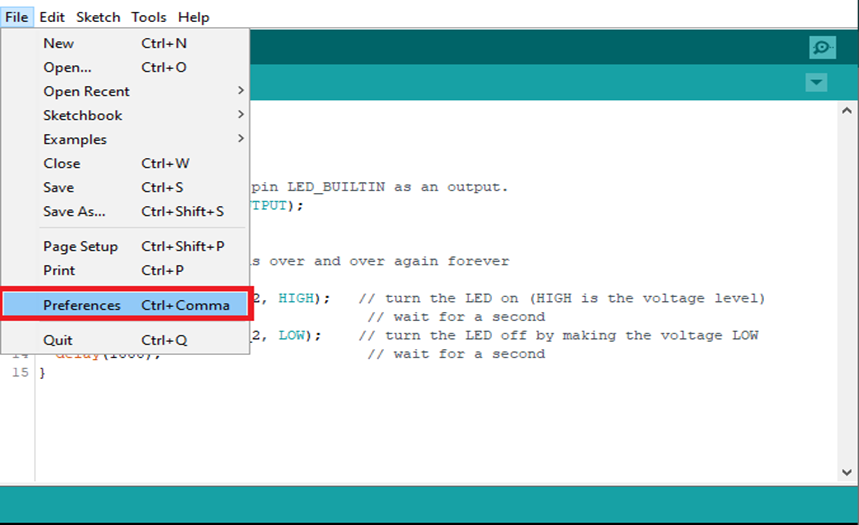 File Edit Sketch Tools Help
New Ctrl+N
Open... Ctrl+O
Open Recent
Sketchbook
Examples
Close Ctrl+W
Save Ctrl+S
Save As... Ctrl+Shift+S
Page Setup Ctrl+Shift+P
Print Ctrl+P
Preferences Ctrl+Comma
Quit Ctrl+Q
pin LED_BUILTIN as an output.
TPUT);
s over and over again forever
2, HIGH); // turn the LED on (HIGH is the voltage level)
// wait for a second
2, LOW); // turn the LED off by making the voltage LOW
14 delay(1000); // wait for a second
15 }